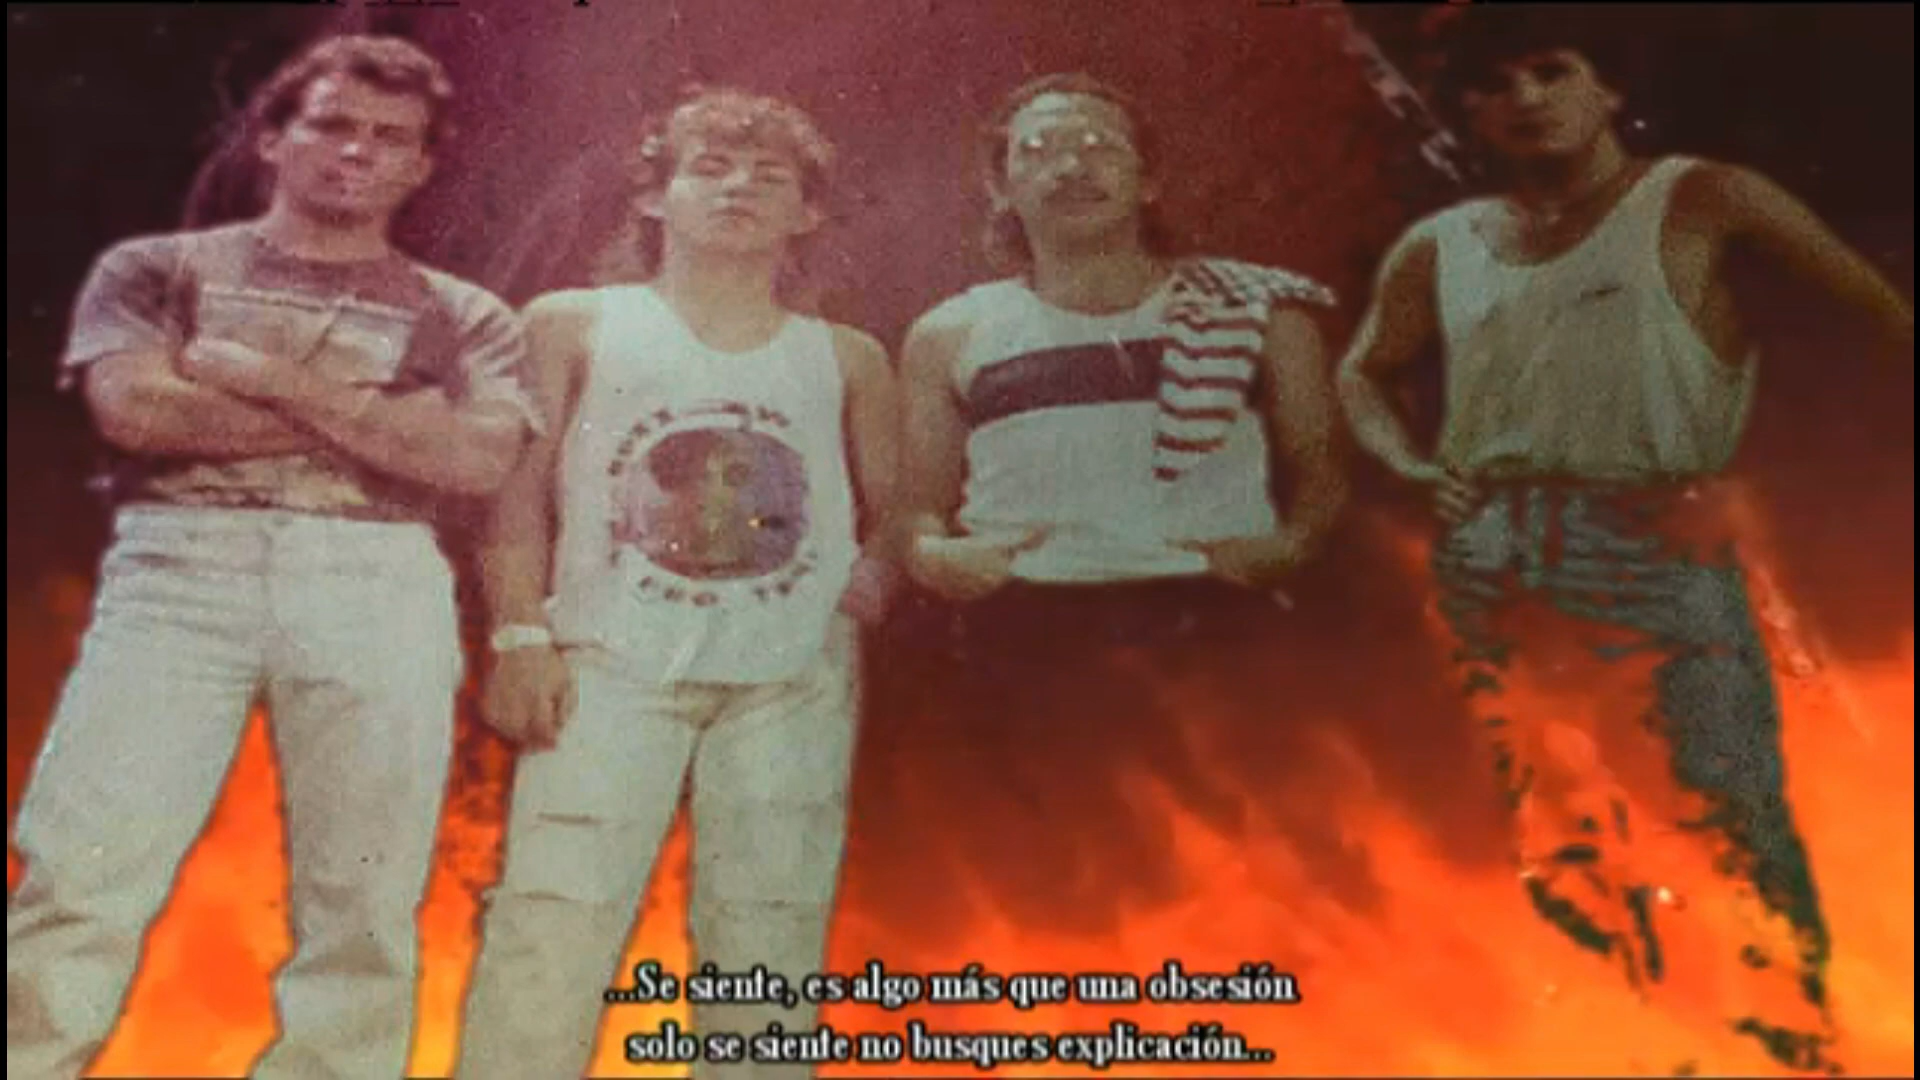 ...Se siente, es algo más que una obsesión
solo se siente no busques explicación...